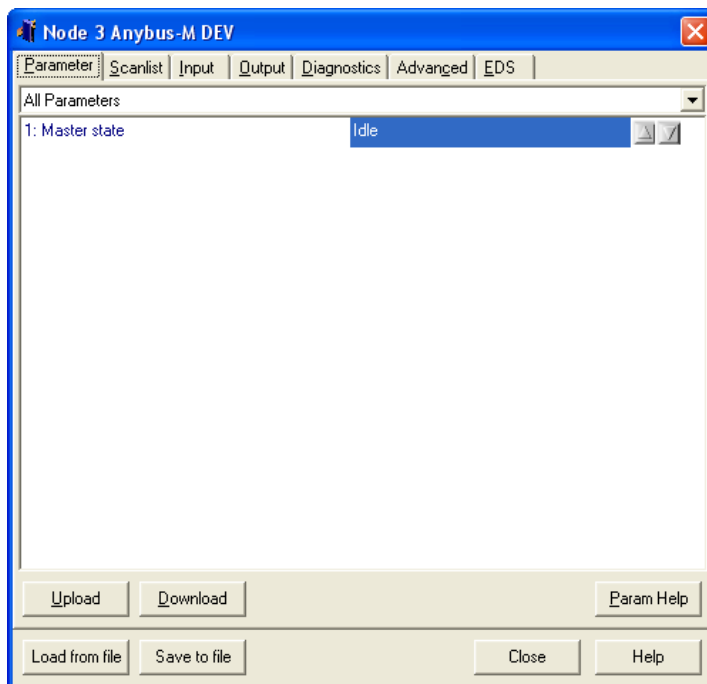 Node 3 Anybus-M DEV
Parameter Scanlist Input Output Diagnostics Advanced EDS
All Parameters
1: Master state Idle
Upload Download Param Help
Load from file Save to file Close Help